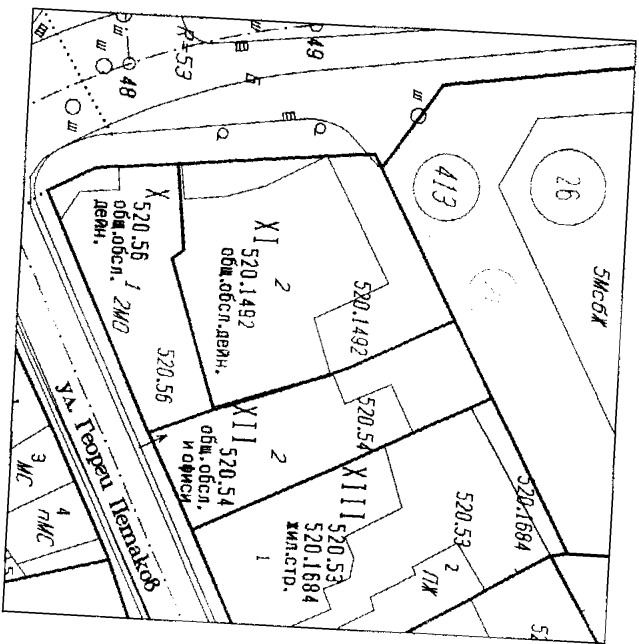 49
R=53
48
Ш
Ш
Ш
Ш
Ш
413
26
5МсбЖ
X 520.56
общ.обсл.
дейн.
1 2МО
520.56
XI 520.1492
общ.обсл.дейн.
2
520.1492
XII 520.54
общ.обсл.
и офиси
2
520.54
XIII 520.53
520.1684
жил.стр.
1
520.53
2
ПЖ
520.1684
ул. Георги Петаков
3
МС
4
пМС
5